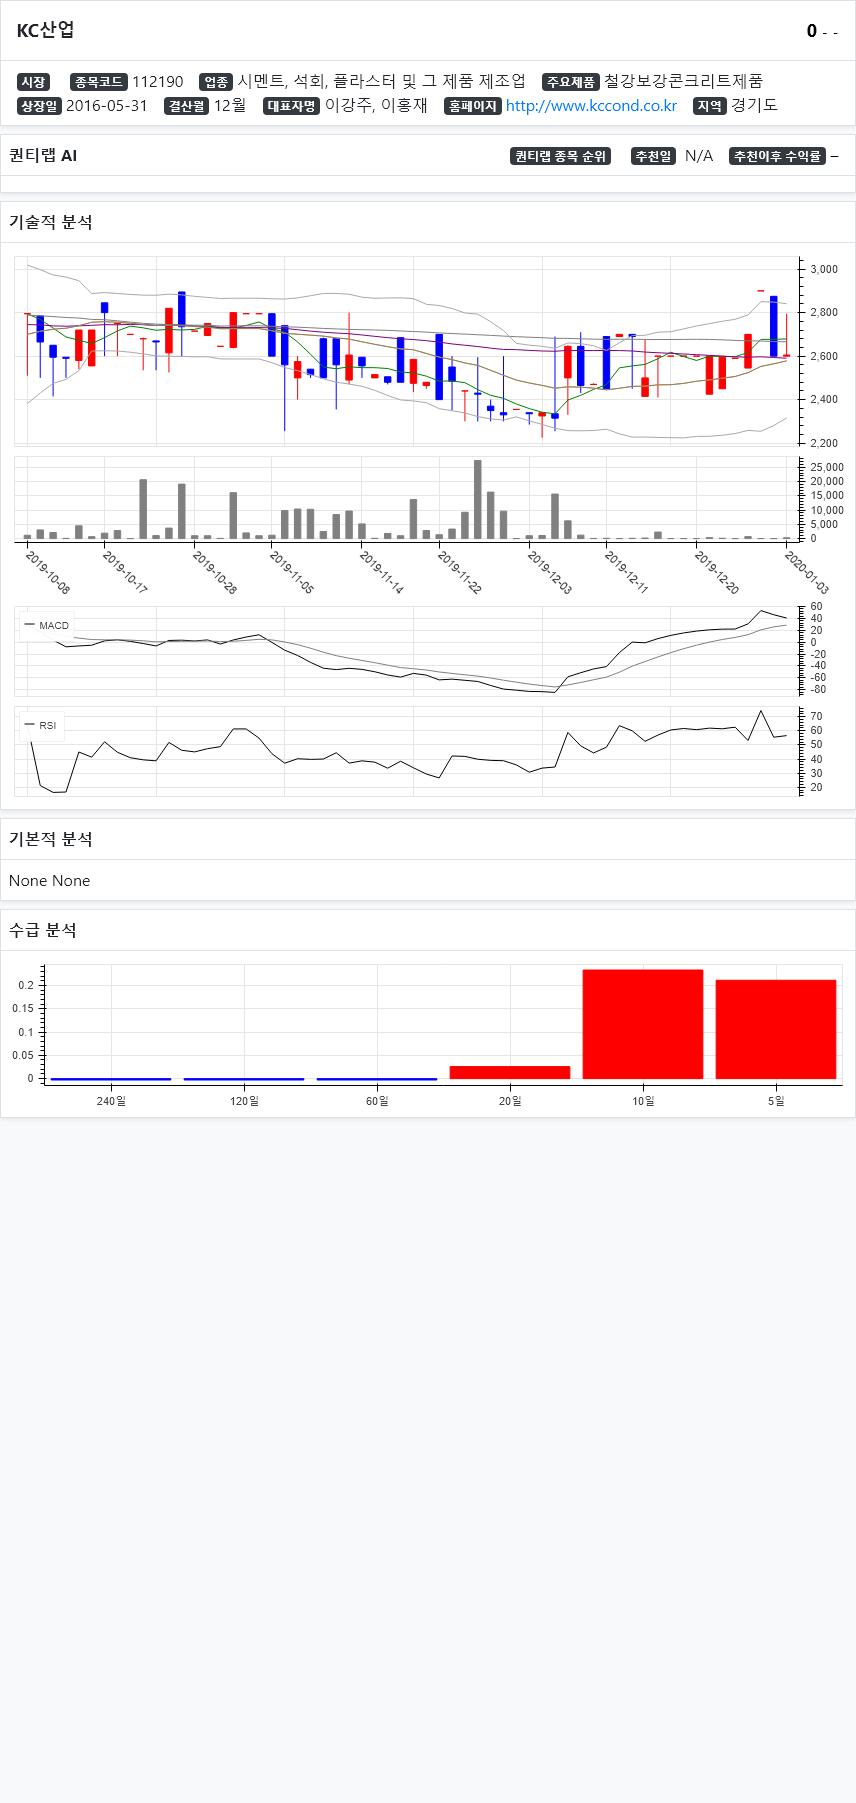 KC산업 0 - -
시장 종목코드 112190 업종 시멘트, 석회, 플라스터 및 그 제품 제조업 주요제품 철강보강콘크리트제품
상장일 2016-05-31 결산월 12월 대표자명 이강주, 이홍재 홈페이지 http://www.kccond.co.kr 지역 경기도
퀀티랩 AI 퀀티랩 종목 순위 추천일 N/A 추천이후 수익률 –
기술적 분석
3,000
2,800
2,600
2,400
2,200
25,000
20,000
15,000
10,000
5,000
0
2019-10-08 2019-10-17 2019-10-28 2019-11-05 2019-11-14 2019-11-22 2019-12-03 2019-12-11 2019-12-20 2020-01-03
MACD
60
40
20
0
-20
-40
-60
-80
RSI
70
60
50
40
30
20
기본적 분석
None None
수급 분석
0.2
0.15
0.1
0.05
0
240일 120일 60일 20일 10일 5일